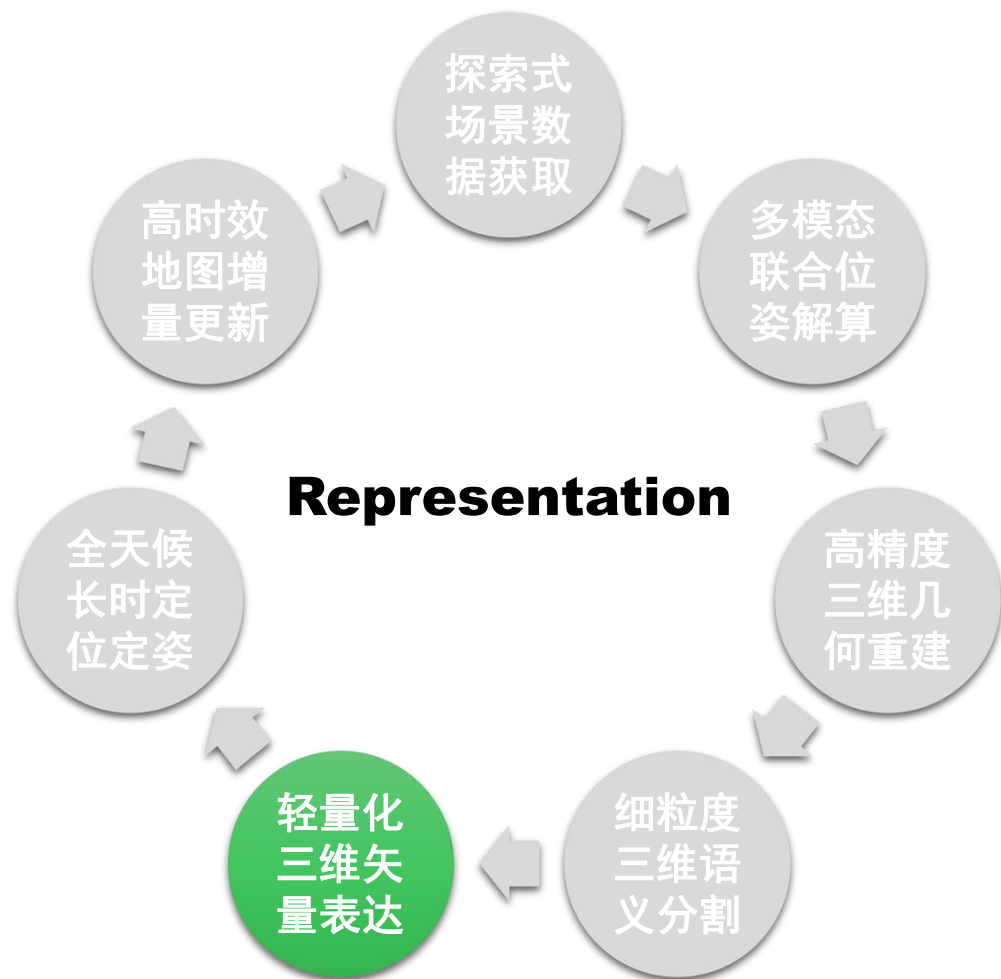 探索式
场景数
据获取
多模态
联合位
姿解算
高精度
三维几
何重建
细粒度
三维语
义分割
轻量化
三维矢
量表达
全天候
长时定
位定姿
高时效
地图增
量更新
Representation